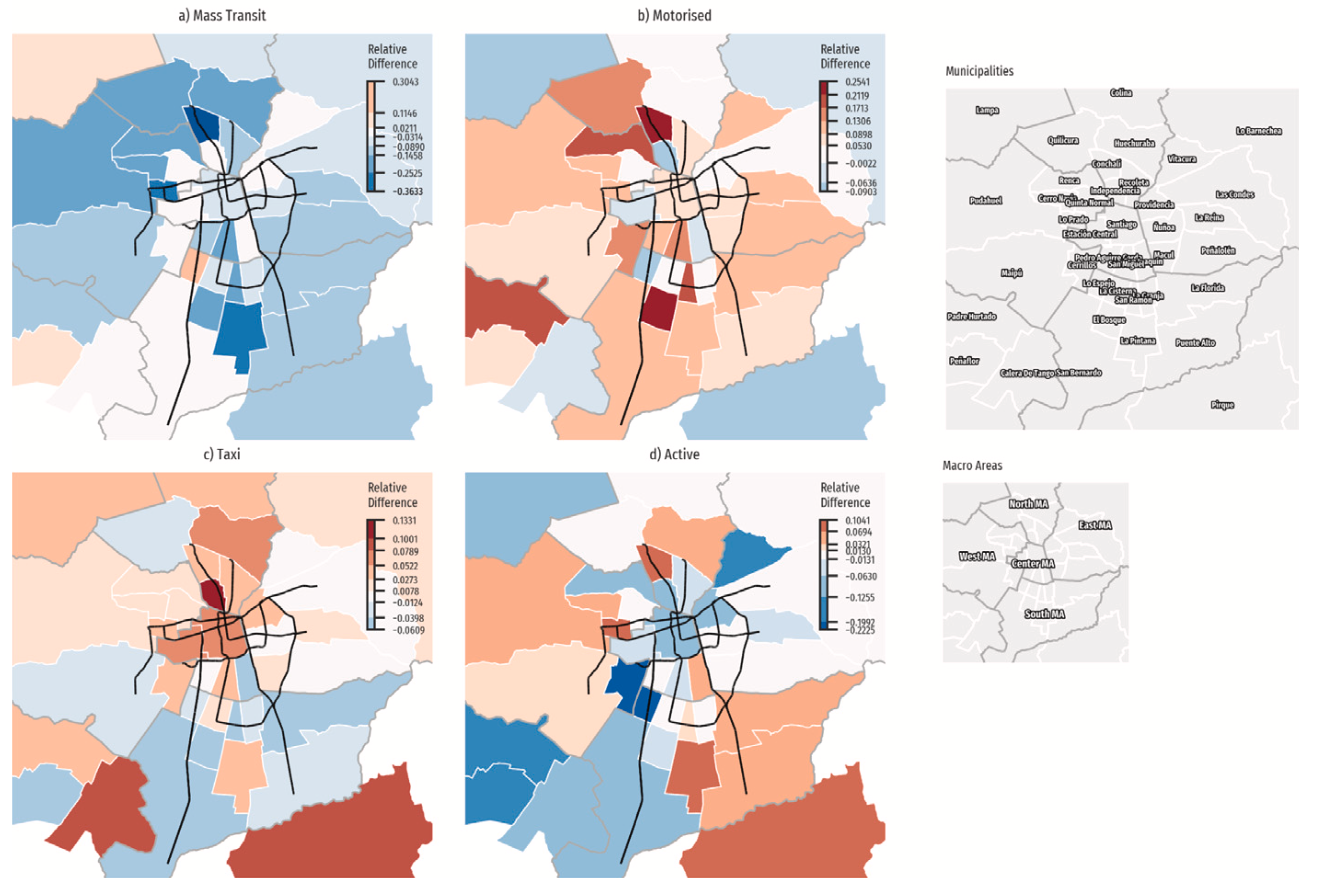 a) Mass Transit
Relative
Difference
0.3043
0.1146
0.0211
-0.0314
-0.0890
-0.1458
-0.2525
-0.3633
b) Motorised
Relative
Difference
0.2541
0.2119
0.1713
0.1306
0.0898
0.0530
-0.0022
-0.0636
-0.0903
c) Taxi
Relative
Difference
0.1331
0.1001
0.0789
0.0522
0.0273
0.0078
-0.0124
-0.0398
-0.0609
d) Active
Relative
Difference
0.1041
0.0694
0.0321
0.0130
-0.0131
-0.0630
-0.1255
-0.1992
-0.2225
Municipalities
Colina
Lampa
Lo Barnechea
Quilicura
Huechuraba
Conchalí
Vitacura
Renca
Recoleta
Independencia
Las Condes
Cerro
Quinta Normal
Pudahuel
Providencia
Lo Prado
La Reina
Santiago
Ñuñoa
Estación Central
Peñalolén
Macul
Pedro Aguirre
Cerrillos
San Miguel
Maipú
Lo Espejo
La Cisterna
La Florida
San Ramón
Padre Hurtado
El Bosque
La Pintana
Puente Alto
Peñaflor
Calera De Tango
San Bernardo
Pirque
Macro Areas
North MA
East MA
West MA
Center MA
South MA